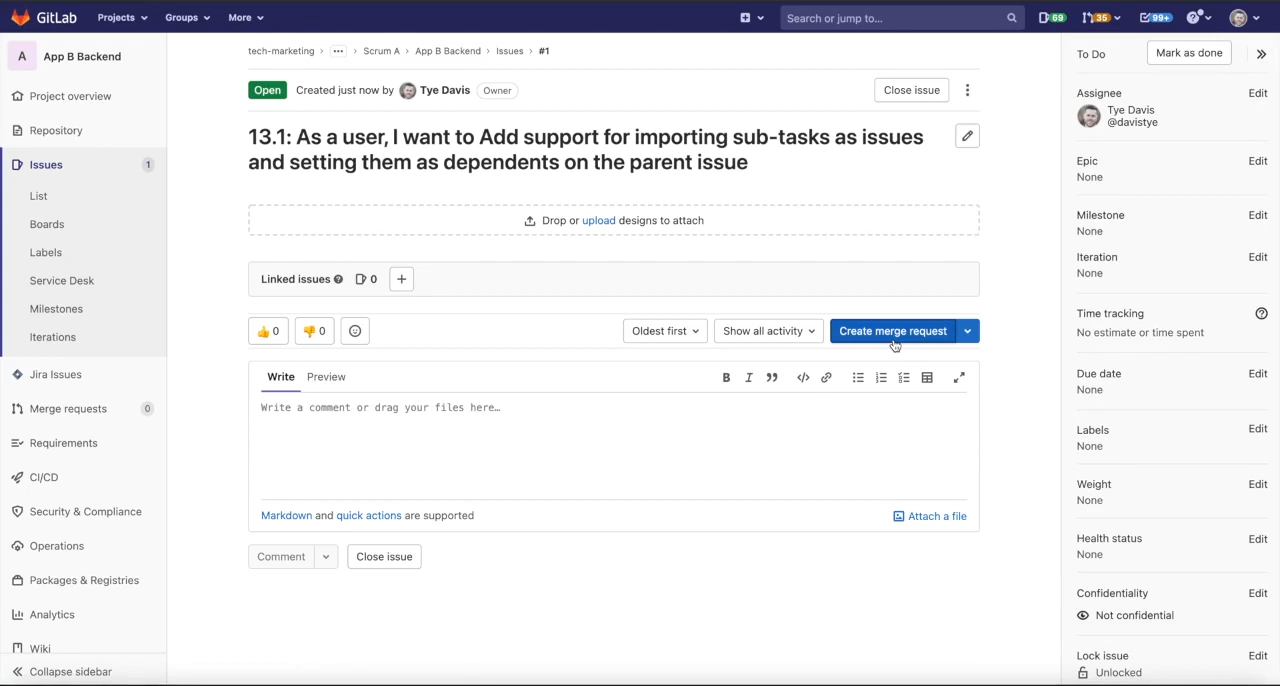 GitLab Projects Groups More Search or jump to... 69 35 99+
A App B Backend
Project overview
Repository
Issues 1
List
Boards
Labels
Service Desk
Milestones
Iterations
Jira Issues
Merge requests 0
Requirements
CI/CD
Security & Compliance
Operations
Packages & Registries
Analytics
Wiki
Collapse sidebar
tech-marketing › ••• › Scrum A › App B Backend › Issues › #1
Open Created just now by Tye Davis Owner Close issue
13.1: As a user, I want to Add support for importing sub-tasks as issues
and setting them as dependents on the parent issue
Drop or upload designs to attach
Linked issues 0 +
0 0 Oldest first Show all activity Create merge request
Write Preview
Write a comment or drag your files here…
Markdown and quick actions are supported Attach a file
Comment Close issue
To Do Mark as done
Assignee Edit
Tye Davis
@davistye
Epic Edit
None
Milestone Edit
None
Iteration Edit
None
Time tracking
No estimate or time spent
Due date Edit
None
Labels Edit
None
Weight Edit
None
Health status Edit
None
Confidentiality Edit
Not confidential
Lock issue Edit
Unlocked